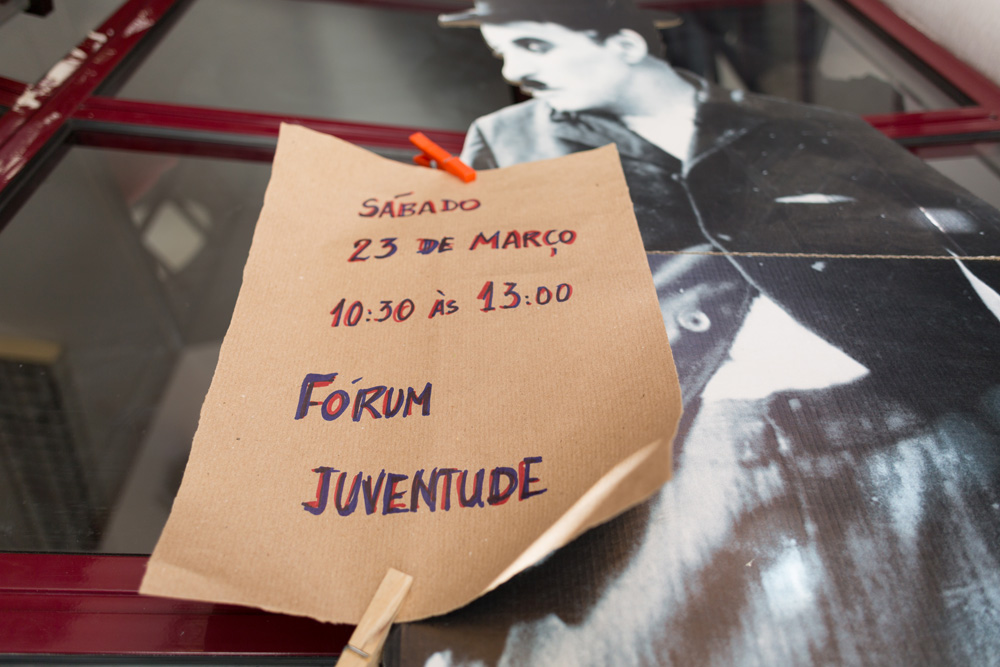 SÁBADO
23 DE MARÇO
10:30 ÀS 13:00
FÓRUM
JUVENTUDE